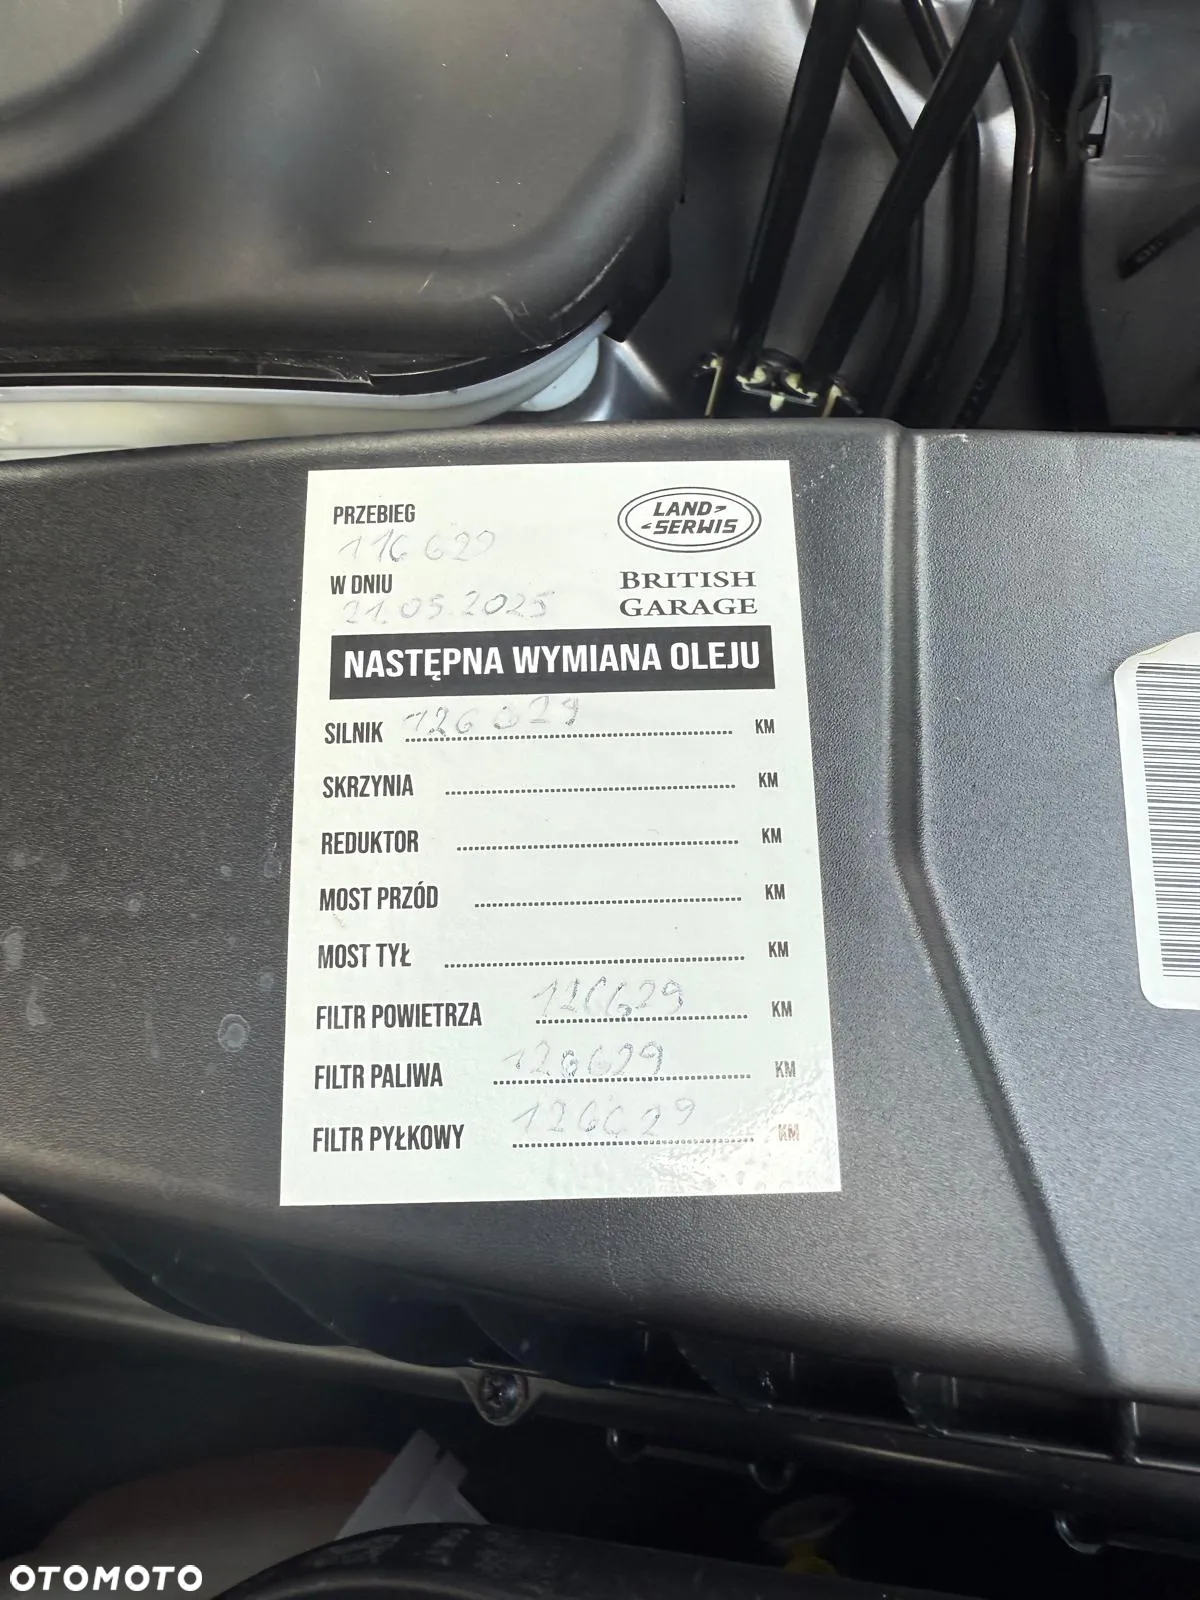 PRZEBIEG
116629
W DNIU
21.05.2025
LAND
SERWIS
BRITISH
GARAGE
NASTĘPNA WYMIANA OLEJU
SILNIK 126629 KM
SKRZYNIA KM
REDUKTOR KM
MOST PRZÓD KM
MOST TYŁ KM
FILTR POWIETRZA 126629 KM
FILTR PALIWA 126629 KM
FILTR PYŁKOWY 126629 KM
OTOMOTO